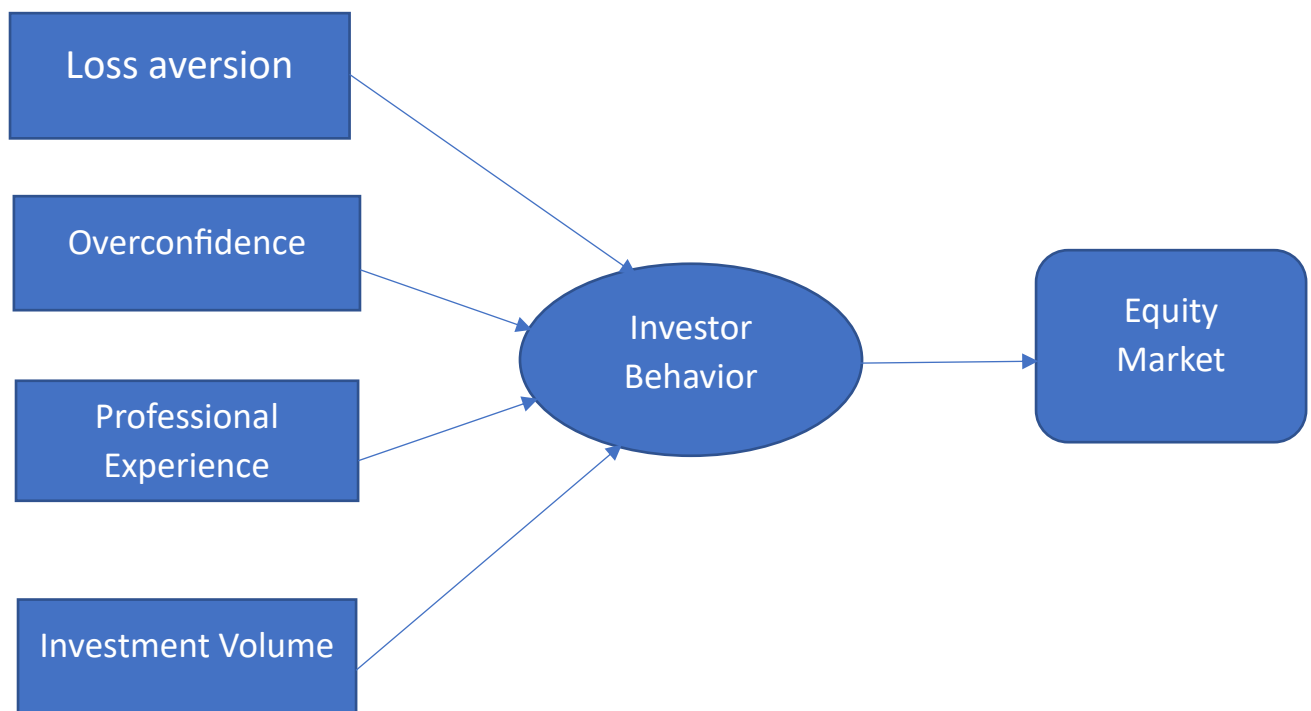 Loss aversion
Overconfidence
Professional
Experience
Investment Volume
Investor
Behavior
Equity
Market